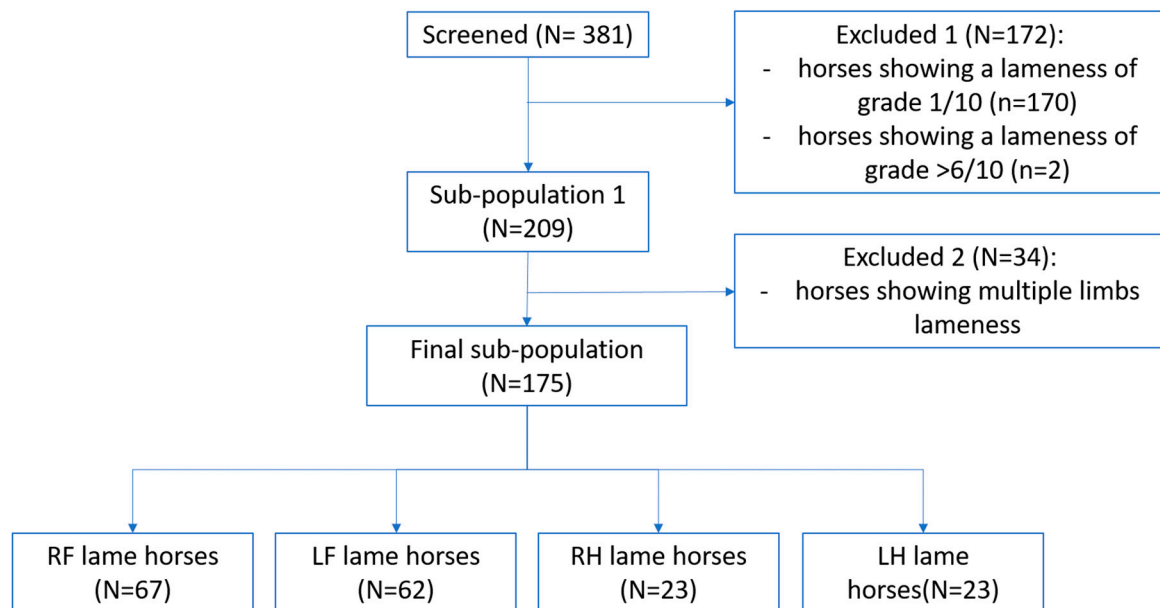 Screened (N= 381)
Excluded 1 (N=172):
- horses showing a lameness of
grade 1/10 (n=170)
- horses showing a lameness of
grade >6/10 (n=2)
Sub-population 1
(N=209)
Excluded 2 (N=34):
- horses showing multiple limbs
lameness
Final sub-population
(N=175)
RF lame horses
(N=67)
LF lame horses
(N=62)
RH lame horses
(N=23)
LH lame
horses(N=23)